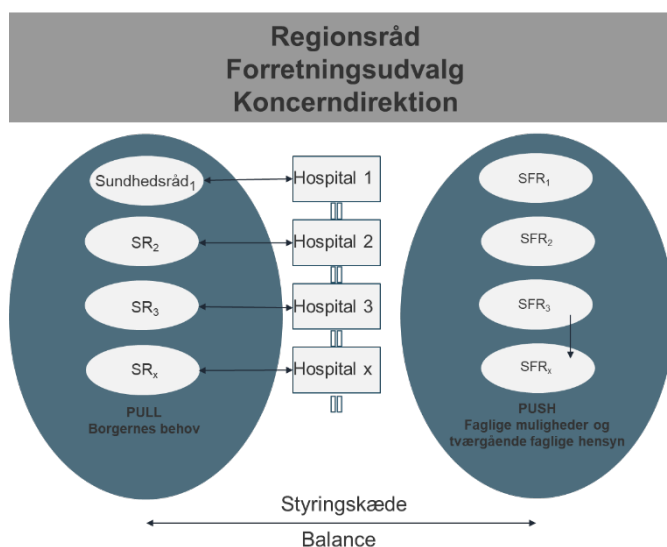 Regionsråd
Forretningsudvalg
Koncerndirektion
Sundhedsråd₁
Hospital 1
SFR₁
SR₂
Hospital 2
SFR₂
SR₃
Hospital 3
SFR₃
SRₓ
Hospital x
SFRₓ
PULL
Borgernes behov
PUSH
Faglige muligheder og
tværgående faglige hensyn
Styringskæde
Balance